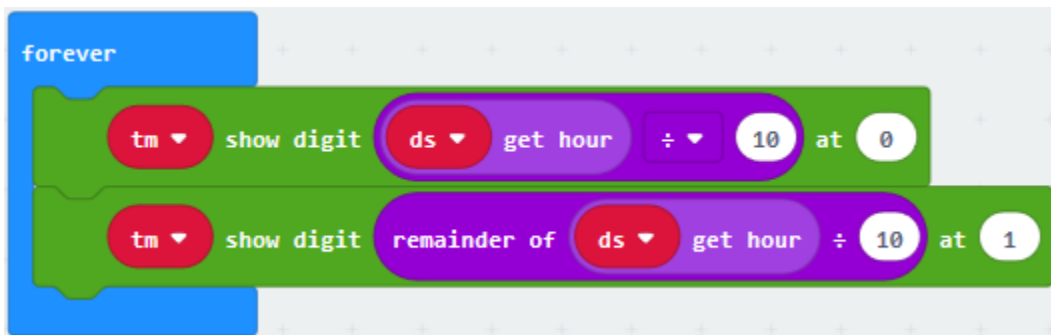 forever
tm show digit ds get hour ÷ 10 at 0
tm show digit remainder of ds get hour ÷ 10 at 1